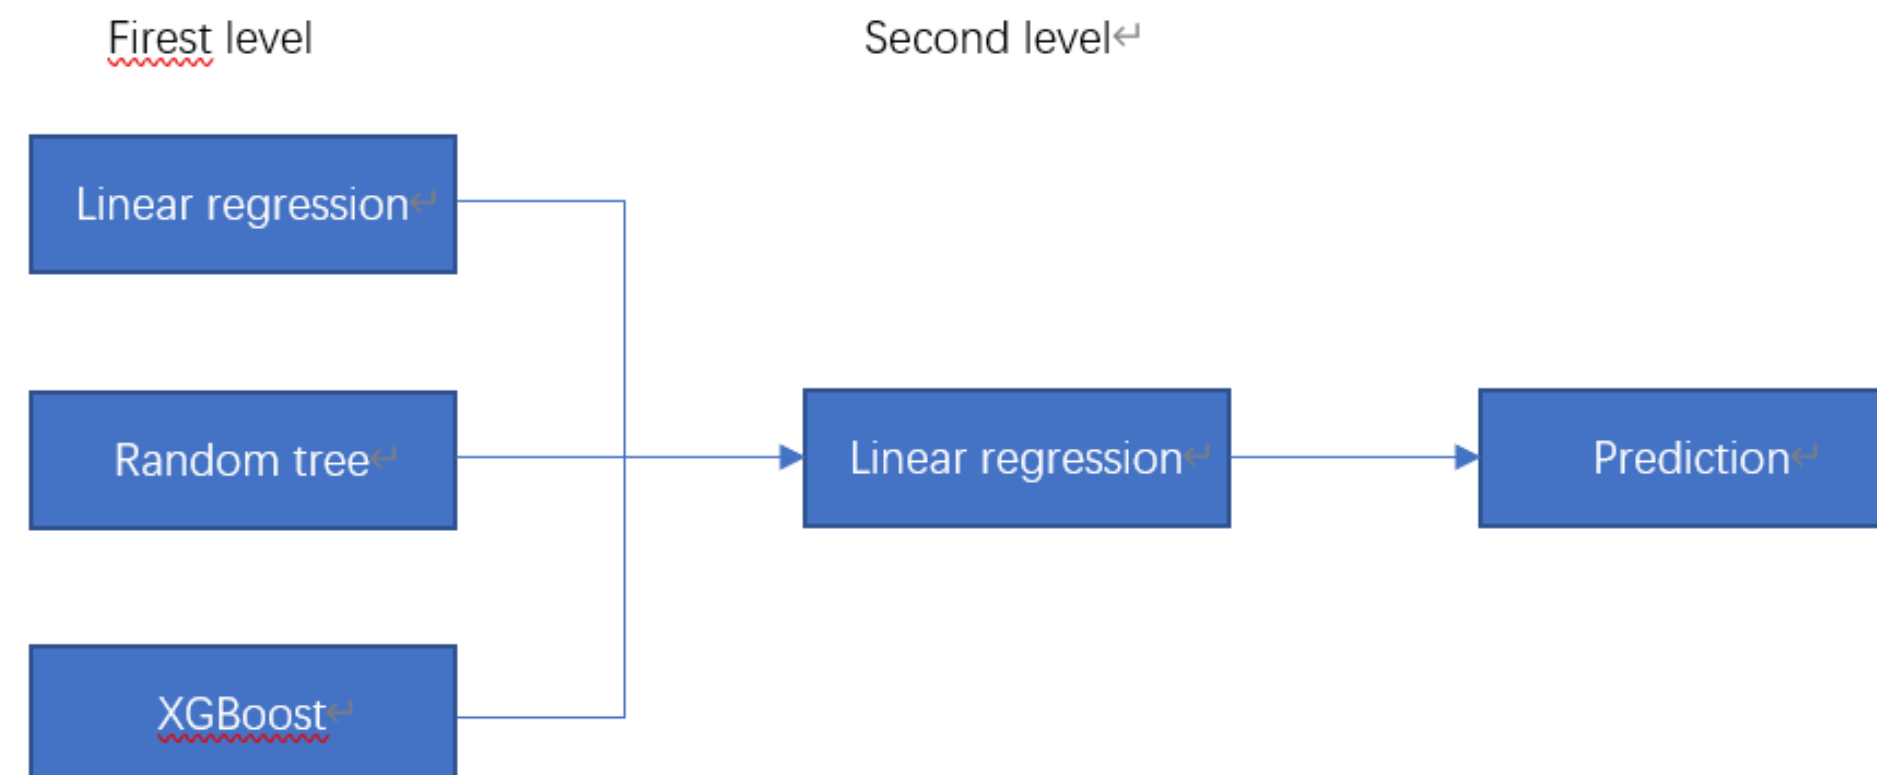 Firest level
Second level
Linear regression
Random tree
Linear regression
Prediction
XGBoost